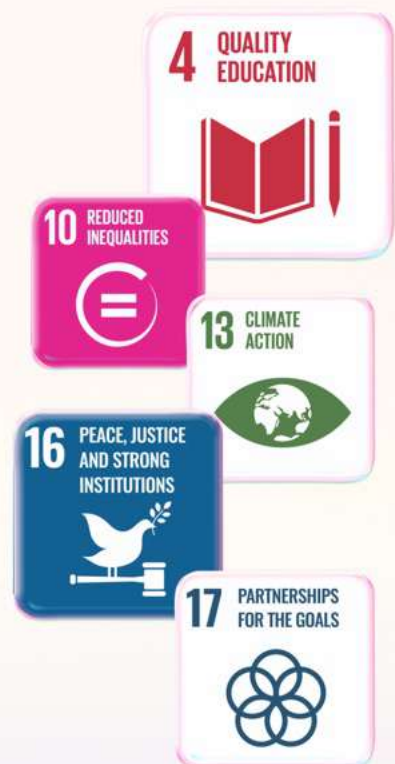 4 QUALITY
EDUCATION
10 REDUCED
INEQUALITIES
13 CLIMATE
ACTION
16 PEACE, JUSTICE
AND STRONG
INSTITUTIONS
17 PARTNERSHIPS
FOR THE GOALS